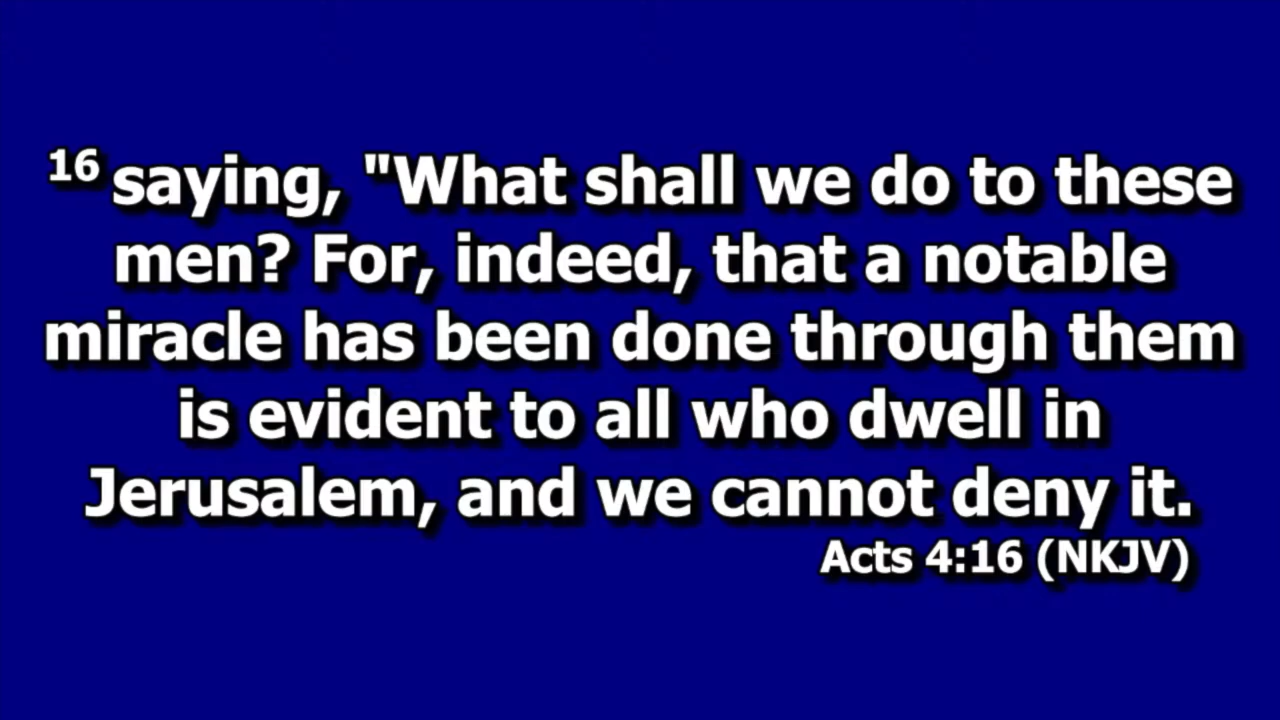 16 saying, "What shall we do to these
men? For, indeed, that a notable
miracle has been done through them
is evident to all who dwell in
Jerusalem, and we cannot deny it.
Acts 4:16 (NKJV)